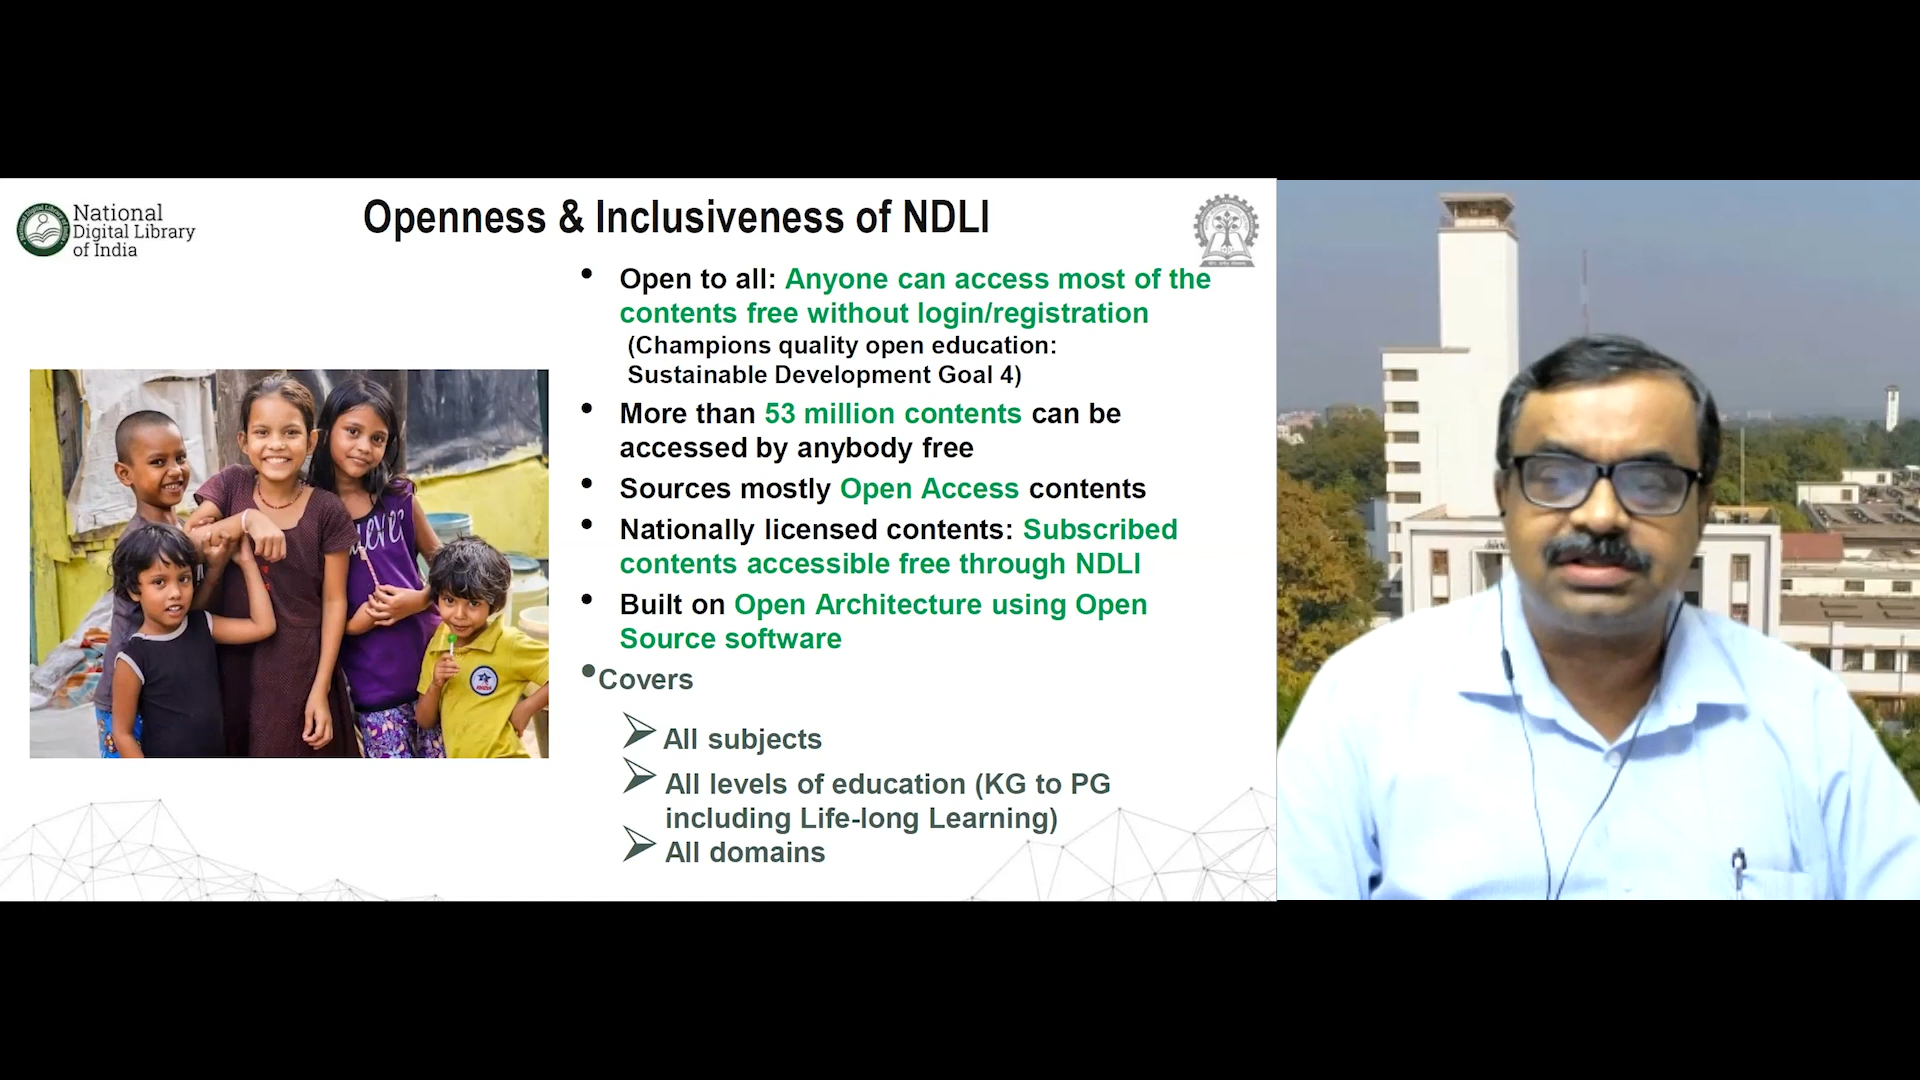 National
Digital Library
of India
Openness & Inclusiveness of NDLI
• Open to all: Anyone can access most of the
contents free without login/registration
(Champions quality open education:
Sustainable Development Goal 4)
• More than 53 million contents can be
accessed by anybody free
• Sources mostly Open Access contents
• Nationally licensed contents: Subscribed
contents accessible free through NDLI
• Built on Open Architecture using Open
Source software
•Covers
➢ All subjects
➢ All levels of education (KG to PG
including Life-long Learning)
➢ All domains